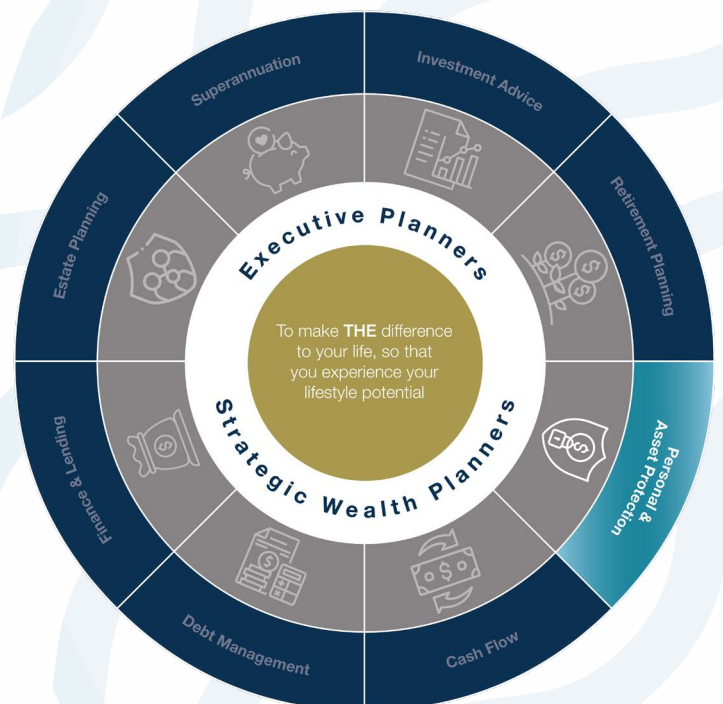 Superannuation
Investment Advice
Retirement Planning
Personal &
Asset Protection
Cash Flow
Debt Management
Finance & Lending
Estate Planning
Executive Planners
To make THE difference
to your life, so that
you experience your
lifestyle potential
Strategic Wealth Planners